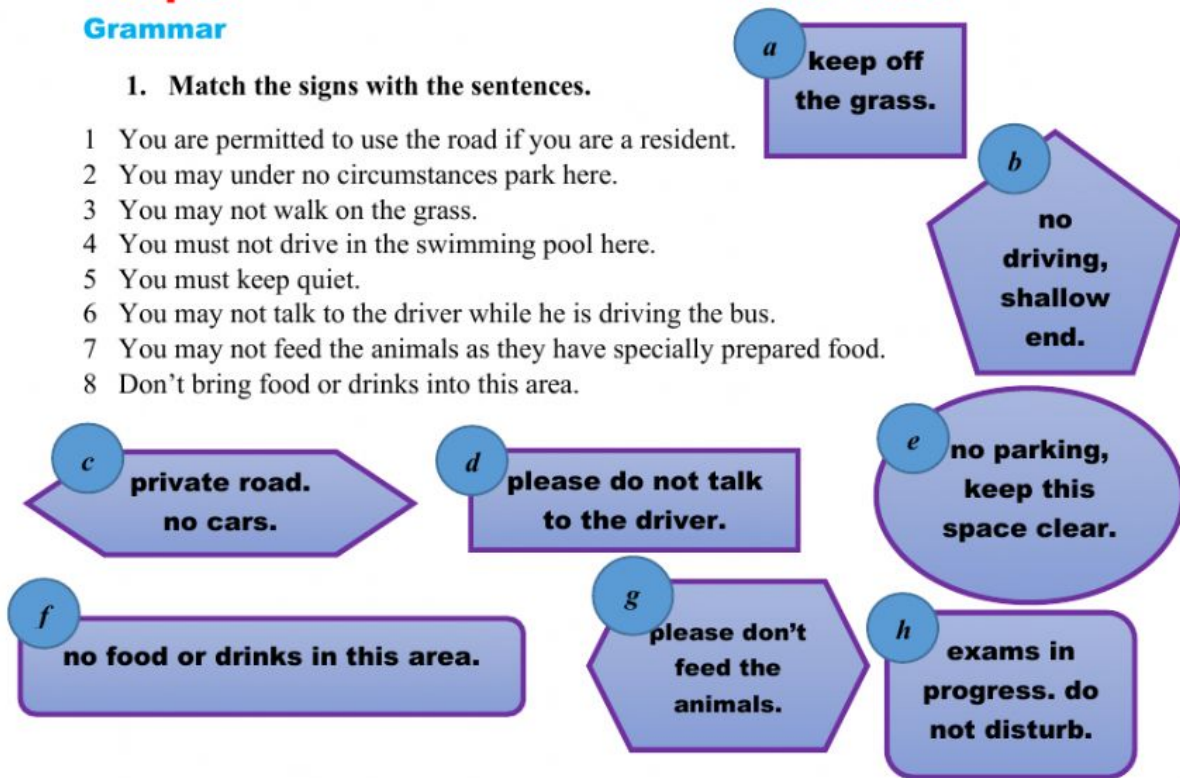 Grammar
1. Match the signs with the sentences.
1 You are permitted to use the road if you are a resident.
2 You may under no circumstances park here.
3 You may not walk on the grass.
4 You must not drive in the swimming pool here.
5 You must keep quiet.
6 You may not talk to the driver while he is driving the bus.
7 You may not feed the animals as they have specially prepared food.
8 Don't bring food or drinks into this area.
a
keep off
the grass.
b
no
driving,
shallow
end.
c
private road.
no cars.
d
please do not talk
to the driver.
e
no parking,
keep this
space clear.
f
no food or drinks in this area.
g
please don't
feed the
animals.
h
exams in
progress. do
not disturb.